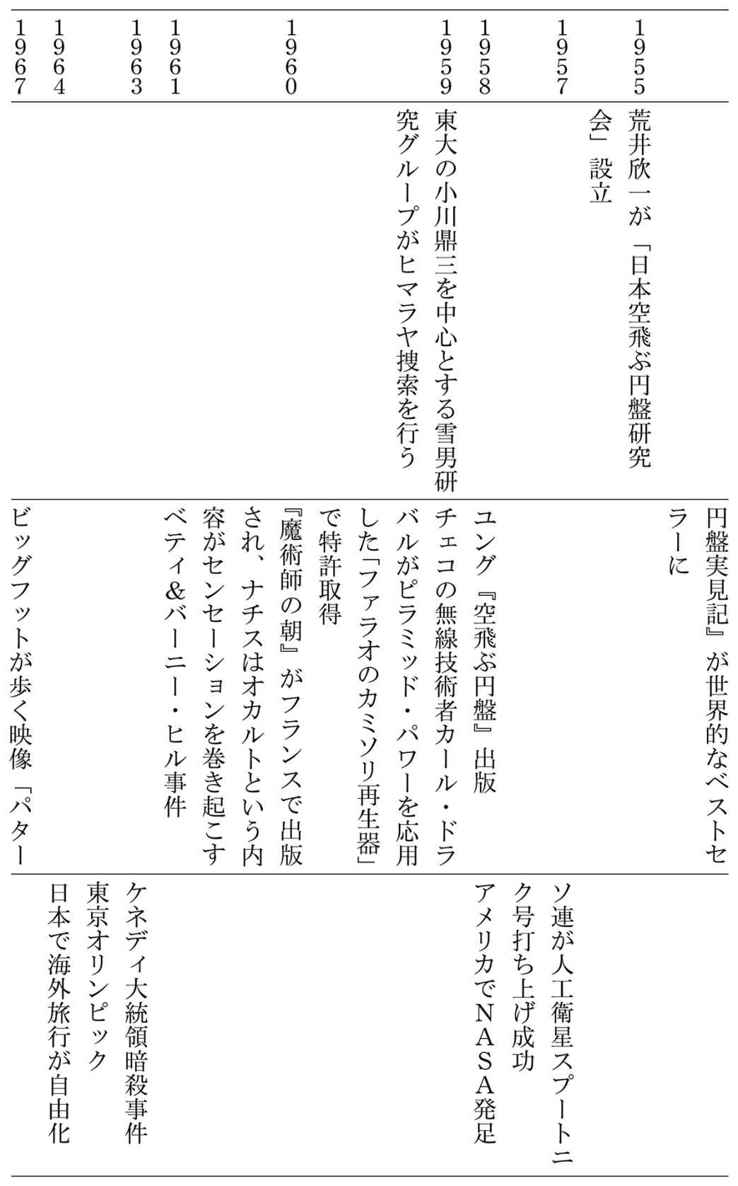 円盤実見記』が世界的なベストセ
ラーに
1955
荒井欣一が「日本空飛ぶ円盤研究
会」設立
1957
ソ連が人工衛星スプートニ
ク号打ち上げ成功
1958
ユング『空飛ぶ円盤』出版
アメリカでNASA発足
1959
東大の小川鼎三を中心とする雪男研
究グループがヒマラヤ捜索を行う
チェコの無線技術者カール・ドラ
バルがピラミッド・パワーを応用
した「ファラオのカミソリ再生器」
で特許取得
1960
『魔術師の朝』がフランスで出版
され、ナチスはオカルトという内
容がセンセーションを巻き起こす
1961
ベティ&バーニー・ヒル事件
1963
ケネディ大統領暗殺事件
東京オリンピック
1964
日本で海外旅行が自由化
1967
ビッグフットが歩く映像「パター